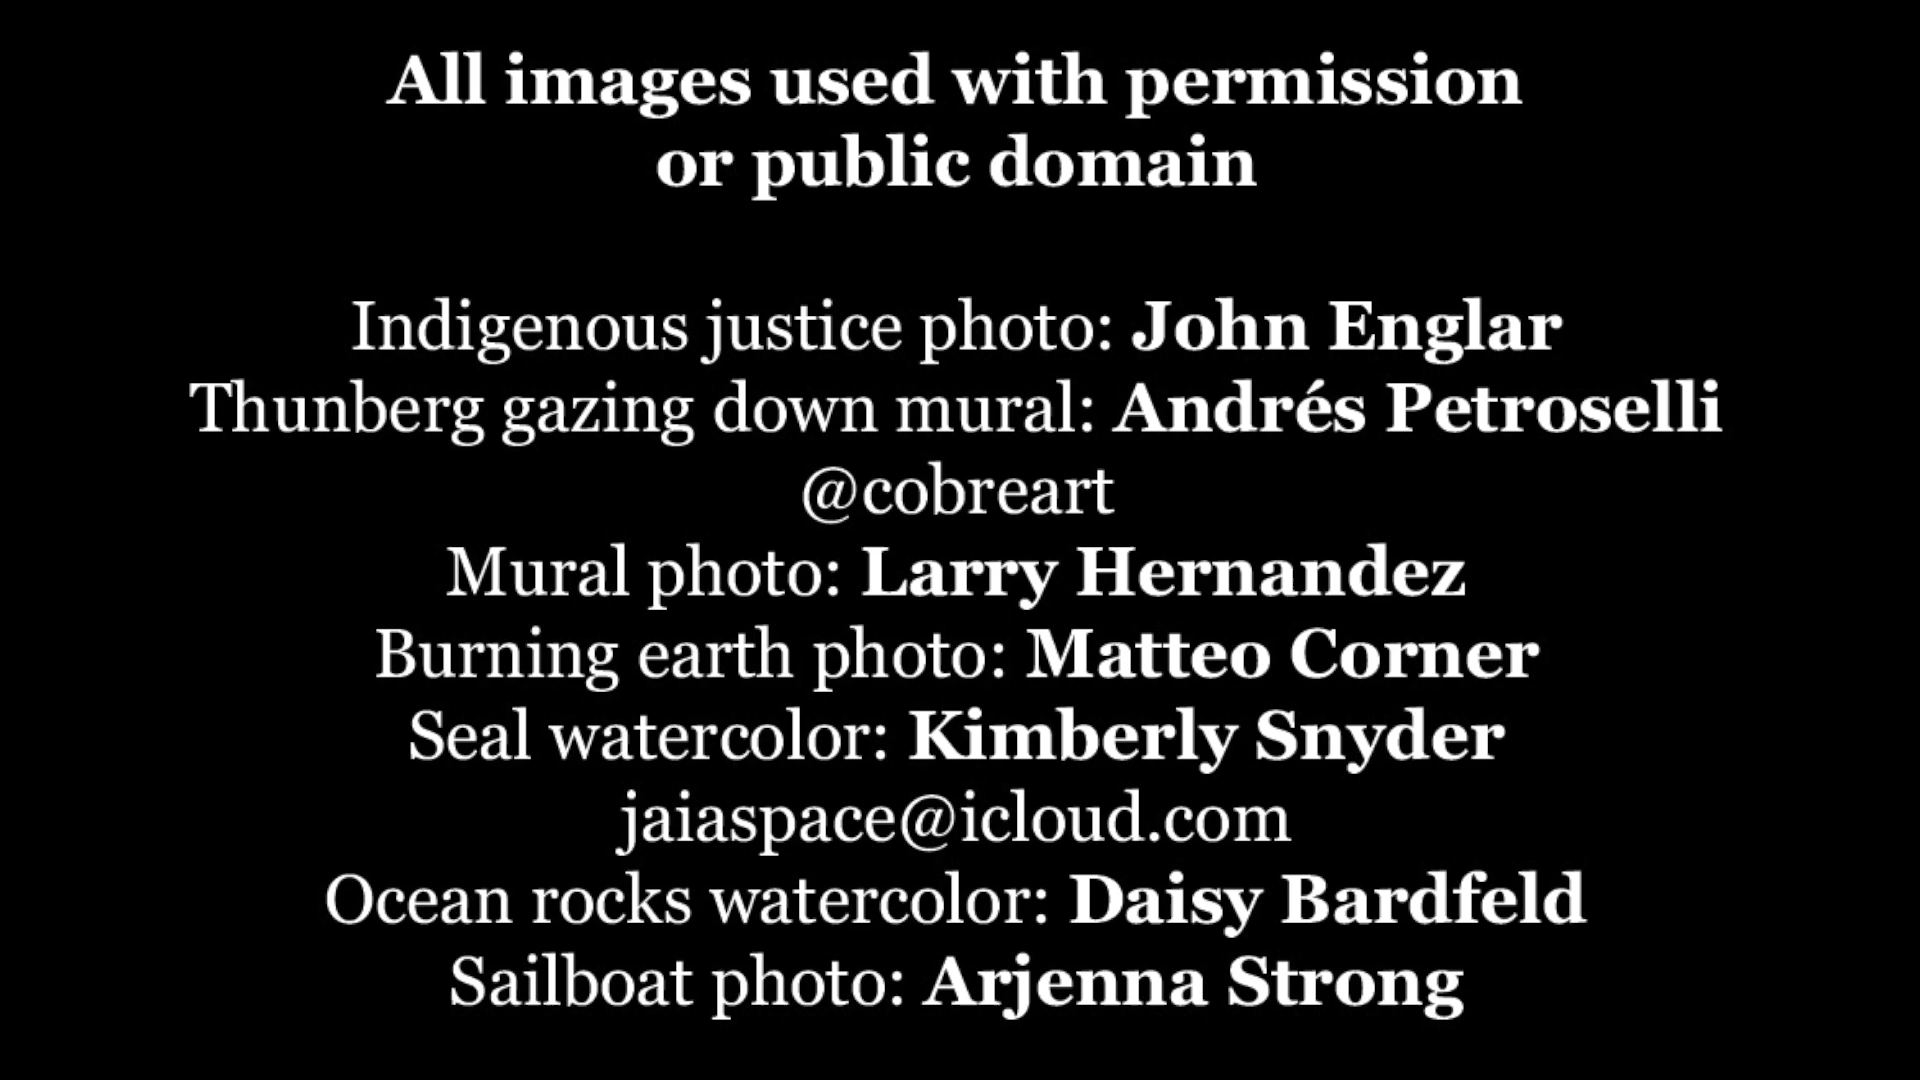 All images used with permission
or public domain
Indigenous justice photo: John Englar
Thunberg gazing down mural: Andrés Petroselli
@cobreart
Mural photo: Larry Hernandez
Burning earth photo: Matteo Corner
Seal watercolor: Kimberly Snyder
jaiaspace@icloud.com
Ocean rocks watercolor: Daisy Bardfeld
Sailboat photo: Arjenna Strong